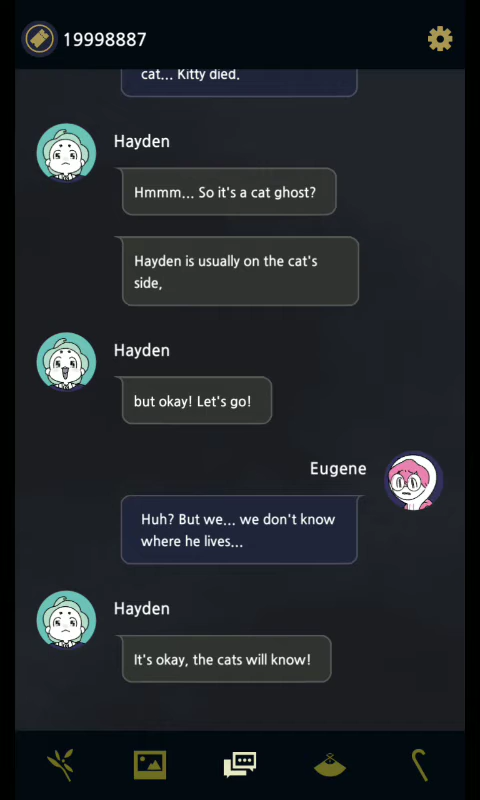 19998887
cat... Kitty died.
Hayden
Hmmm... So it's a cat ghost?
Hayden is usually on the cat's
side,
Hayden
but okay! Let's go!
Eugene
Huh? But we... we don't know
where he lives...
Hayden
It's okay, the cats will know!